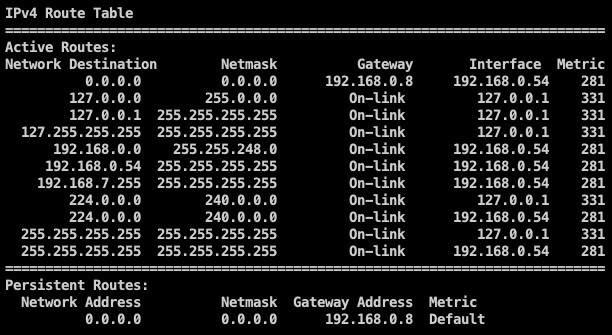 IPv4 Route Table
===========================================================================
Active Routes:
Network Destination        Netmask          Gateway       Interface  Metric
          0.0.0.0          0.0.0.0      192.168.0.8     192.168.0.54    281
        127.0.0.0        255.0.0.0         On-link         127.0.0.1    331
        127.0.0.1  255.255.255.255         On-link         127.0.0.1    331
  127.255.255.255  255.255.255.255         On-link         127.0.0.1    331
      192.168.0.0    255.255.248.0         On-link      192.168.0.54    281
     192.168.0.54  255.255.255.255         On-link      192.168.0.54    281
    192.168.7.255  255.255.255.255         On-link      192.168.0.54    281
        224.0.0.0        240.0.0.0         On-link         127.0.0.1    331
        224.0.0.0        240.0.0.0         On-link      192.168.0.54    281
  255.255.255.255  255.255.255.255         On-link         127.0.0.1    331
  255.255.255.255  255.255.255.255         On-link      192.168.0.54    281
===========================================================================
Persistent Routes:
  Network Address          Netmask  Gateway Address  Metric
          0.0.0.0          0.0.0.0      192.168.0.8  Default